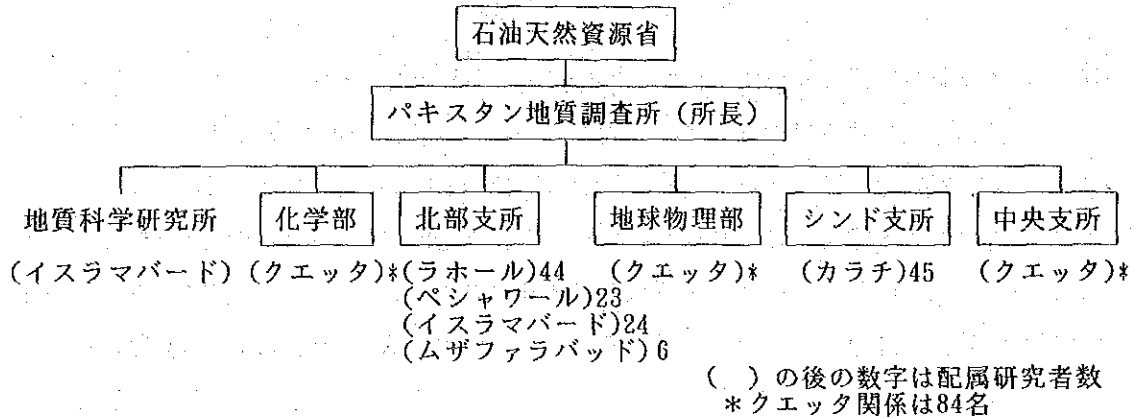 石油天然資源省
パキスタン地質調査所（所長）
地質科学研究所 化学部 北部支所 地球物理部 シンド支所 中央支所
(イスラマバード) (クエッタ)* (ラホール)44 (クエッタ)* (カラチ)45 (クエッタ)*
(ペシャワール)23
(イスラマバード)24
(ムザファラバッド)6
( )の後の数字は配属研究者数
*クエッタ関係は84名